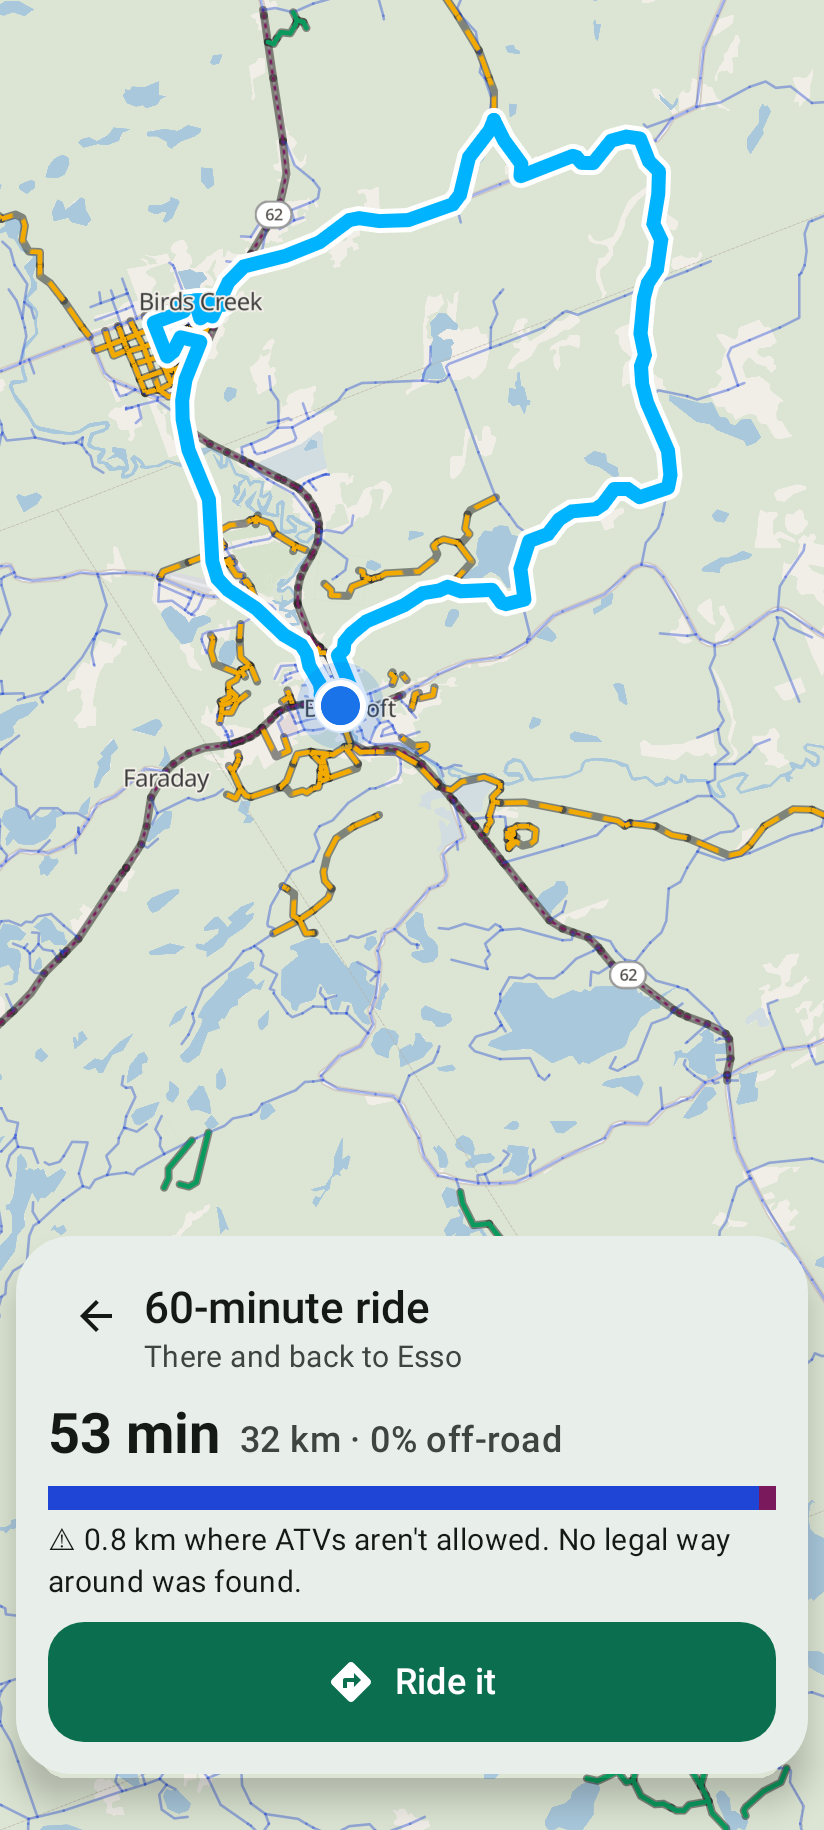 62
Birds Creek
Faraday
62
60-minute ride
There and back to Esso
53 min 32 km · 0% off-road
⚠ 0.8 km where ATVs aren't allowed. No legal way
around was found.
Ride it